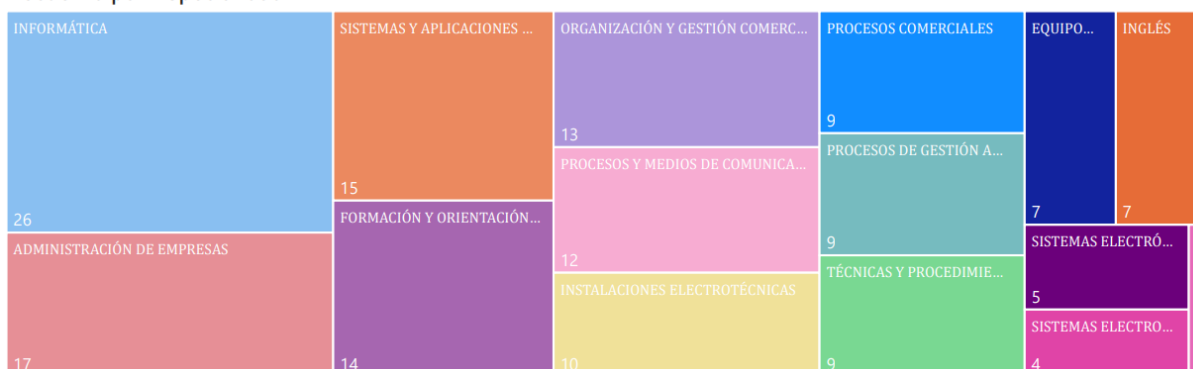 INFORMÁTICA
26
ADMINISTRACIÓN DE EMPRESAS
17
SISTEMAS Y APLICACIONES ...
15
FORMACIÓN Y ORIENTACIÓN...
14
ORGANIZACIÓN Y GESTIÓN COMERC...
13
PROCESOS Y MEDIOS DE COMUNICA...
12
INSTALACIONES ELECTROTÉCNICAS
10
PROCESOS COMERCIALES
9
PROCESOS DE GESTIÓN A...
9
TÉCNICAS Y PROCEDIMIE...
9
EQUIPO...
7
INGLÉS
7
SISTEMAS ELECTRÓ...
5
SISTEMAS ELECTRO...
4